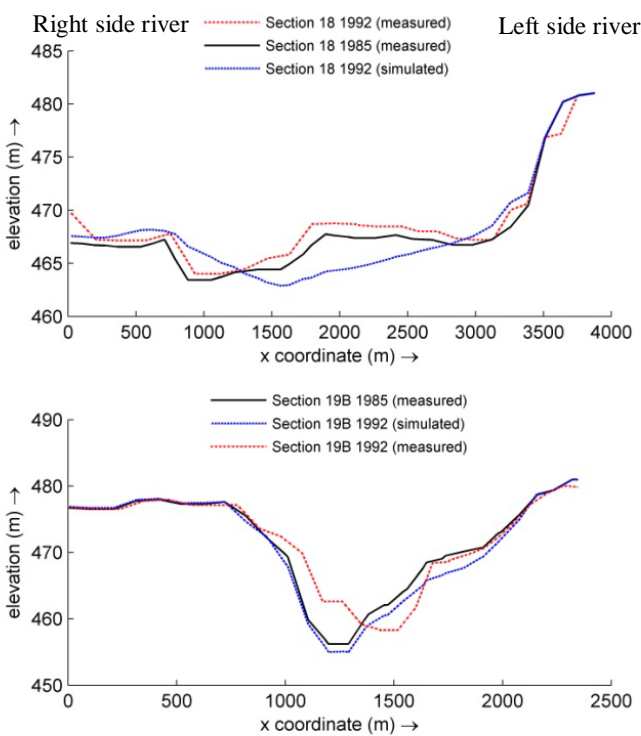 Right side river
Left side river
Section 18 1992 (measured)
Section 18 1985 (measured)
Section 18 1992 (simulated)
485
480
475
470
465
460
elevation (m) →
0 500 1000 1500 2000 2500 3000 3500 4000
x coordinate (m) →
Section 19B 1985 (measured)
Section 19B 1992 (simulated)
Section 19B 1992 (measured)
490
480
470
460
450
elevation (m) →
0 500 1000 1500 2000 2500
x coordinate (m) →